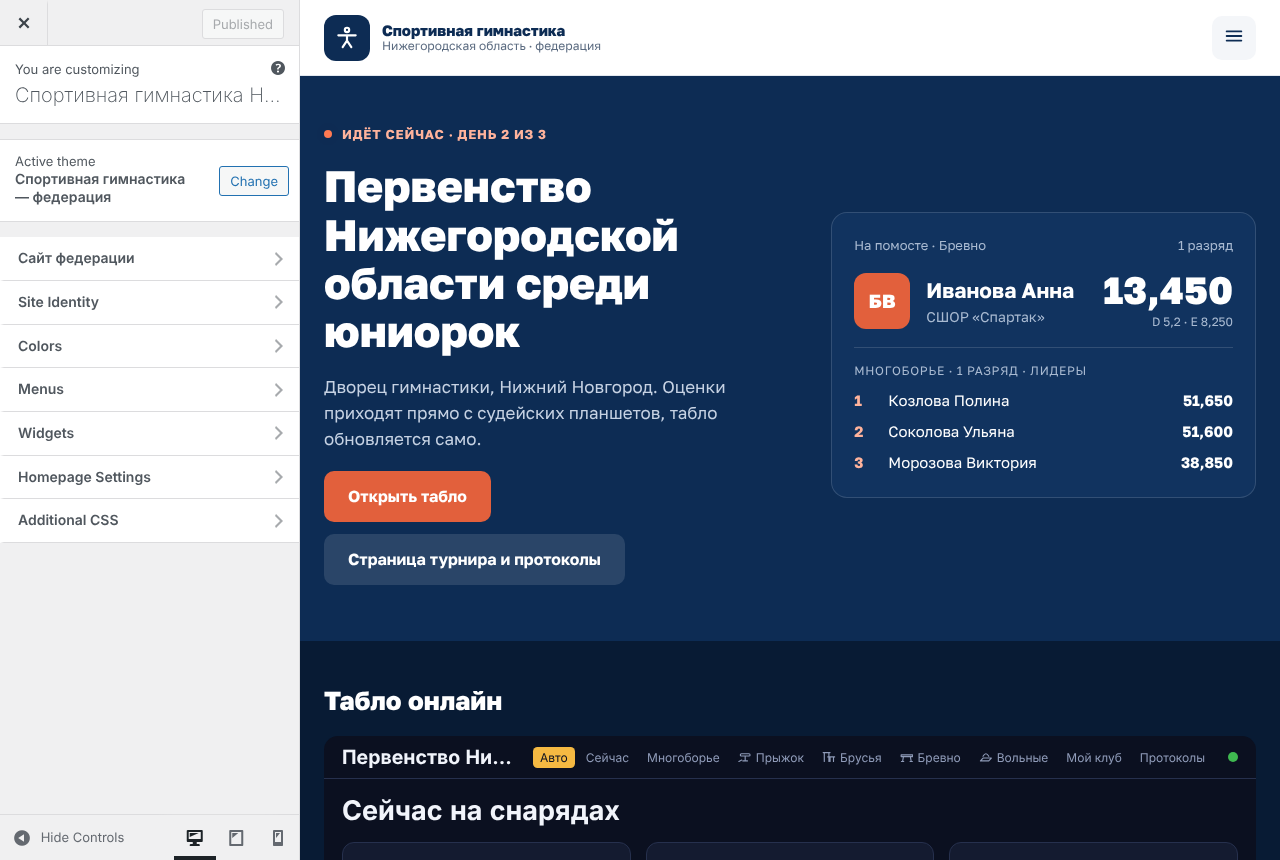 Published
You are customizing
Спортивная гимнастика Н...
Active theme
Спортивная гимнастика
— федерация
Change
Сайт федерации
Site Identity
Colors
Menus
Widgets
Homepage Settings
Additional CSS
Hide Controls
Спортивная гимнастика
Нижегородская область · федерация
ИДЁТ СЕЙЧАС · ДЕНЬ 2 ИЗ 3
Первенство
Нижегородской
области среди
юниорок
Дворец гимнастики, Нижний Новгород. Оценки
приходят прямо с судейских планшетов, табло
обновляется само.
Открыть табло
Страница турнира и протоколы
На помосте · Бревно 1 разряд
БВ Иванова Анна 13,450
СШОР «Спартак» D 5,2 · E 8,250
МНОГОБОРЬЕ · 1 РАЗРЯД · ЛИДЕРЫ
1 Козлова Полина 51,650
2 Соколова Ульяна 51,600
3 Морозова Виктория 38,850
Табло онлайн
Первенство Ни... Авто Сейчас Многоборье Прыжок Брусья Бревно Вольные Мой клуб Протоколы
Сейчас на снарядах